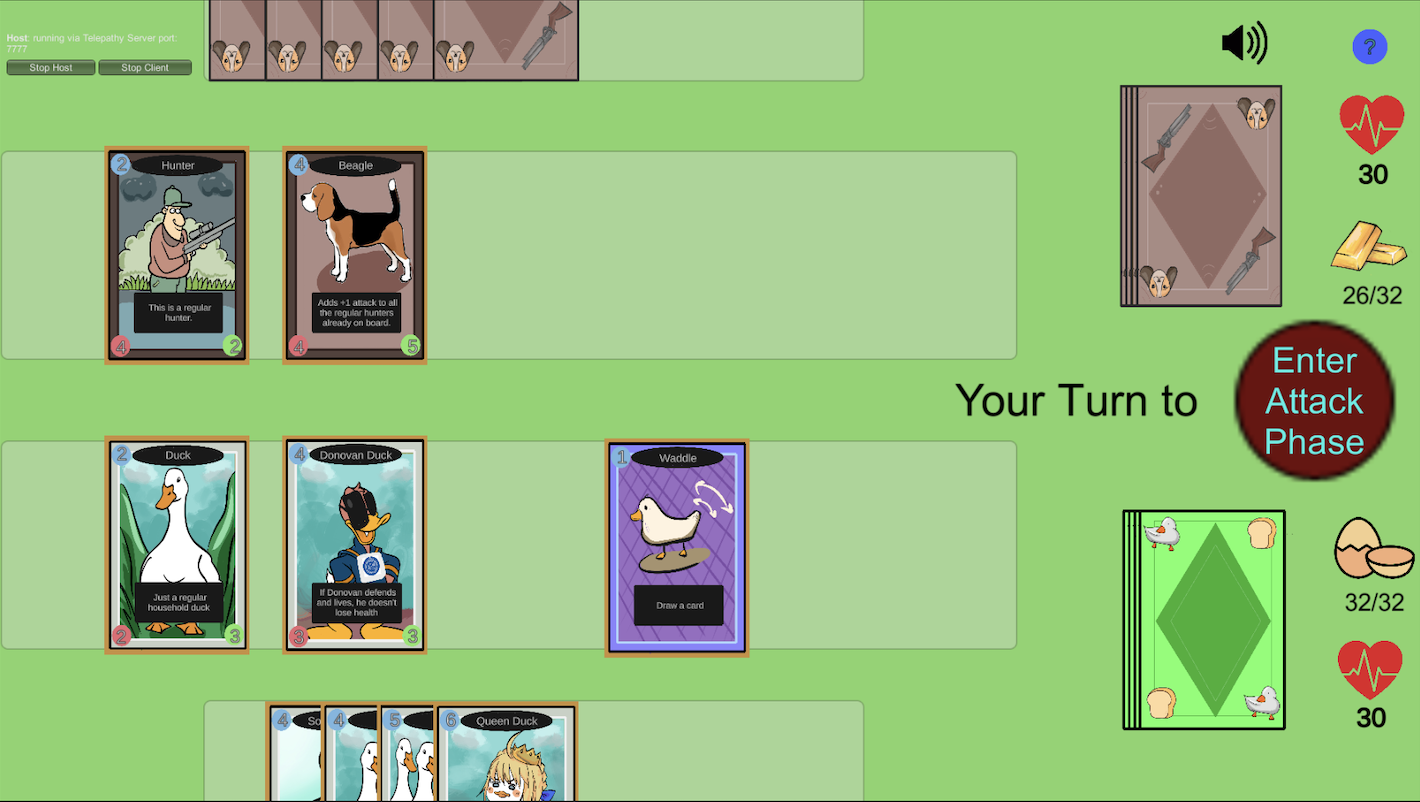 Host: running via Telepathy Server port:
7777
Stop Host
Stop Client
?
30
26/32
2
Hunter
This is a regular
hunter.
4
2
4
Beagle
Adds +1 attack to all
the regular hunters
already on board.
4
5
Your Turn to
Enter
Attack
Phase
2
Duck
Just a regular
household duck
2
3
4
Donovan Duck
If Donovan defends
and lives, he doesn't
lose health
3
3
1
Waddle
Draw a card
32/32
30
4
So
4
5
6
Queen Duck